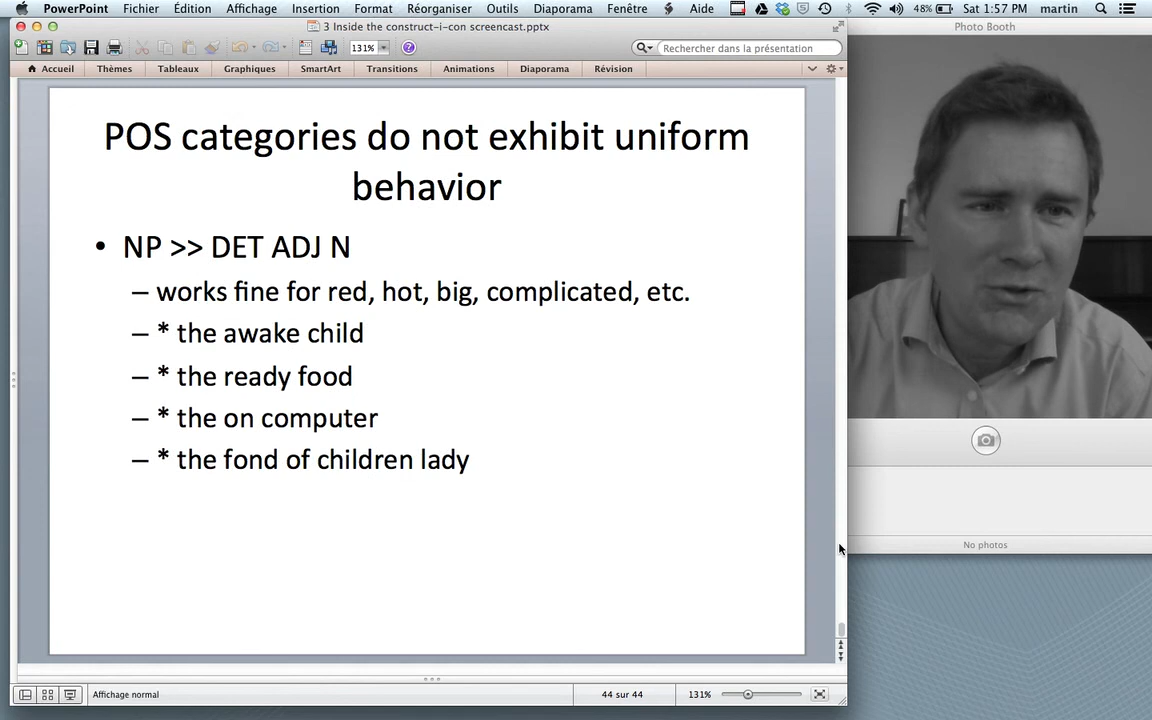 PowerPoint Fichier Édition Affichage Insertion Format Réorganiser Outils Diaporama Fenêtre Aide 48% Sat 1:57 PM martin
3 Inside the construct-i-con screencast.pptx
Photo Booth
131% Rechercher dans la présentation
Accueil Thèmes Tableaux Graphiques SmartArt Transitions Animations Diaporama Révision
POS categories do not exhibit uniform
behavior
• NP >> DET ADJ N
– works fine for red, hot, big, complicated, etc.
– * the awake child
– * the ready food
– * the on computer
– * the fond of children lady
No photos
Affichage normal 44 sur 44 131%